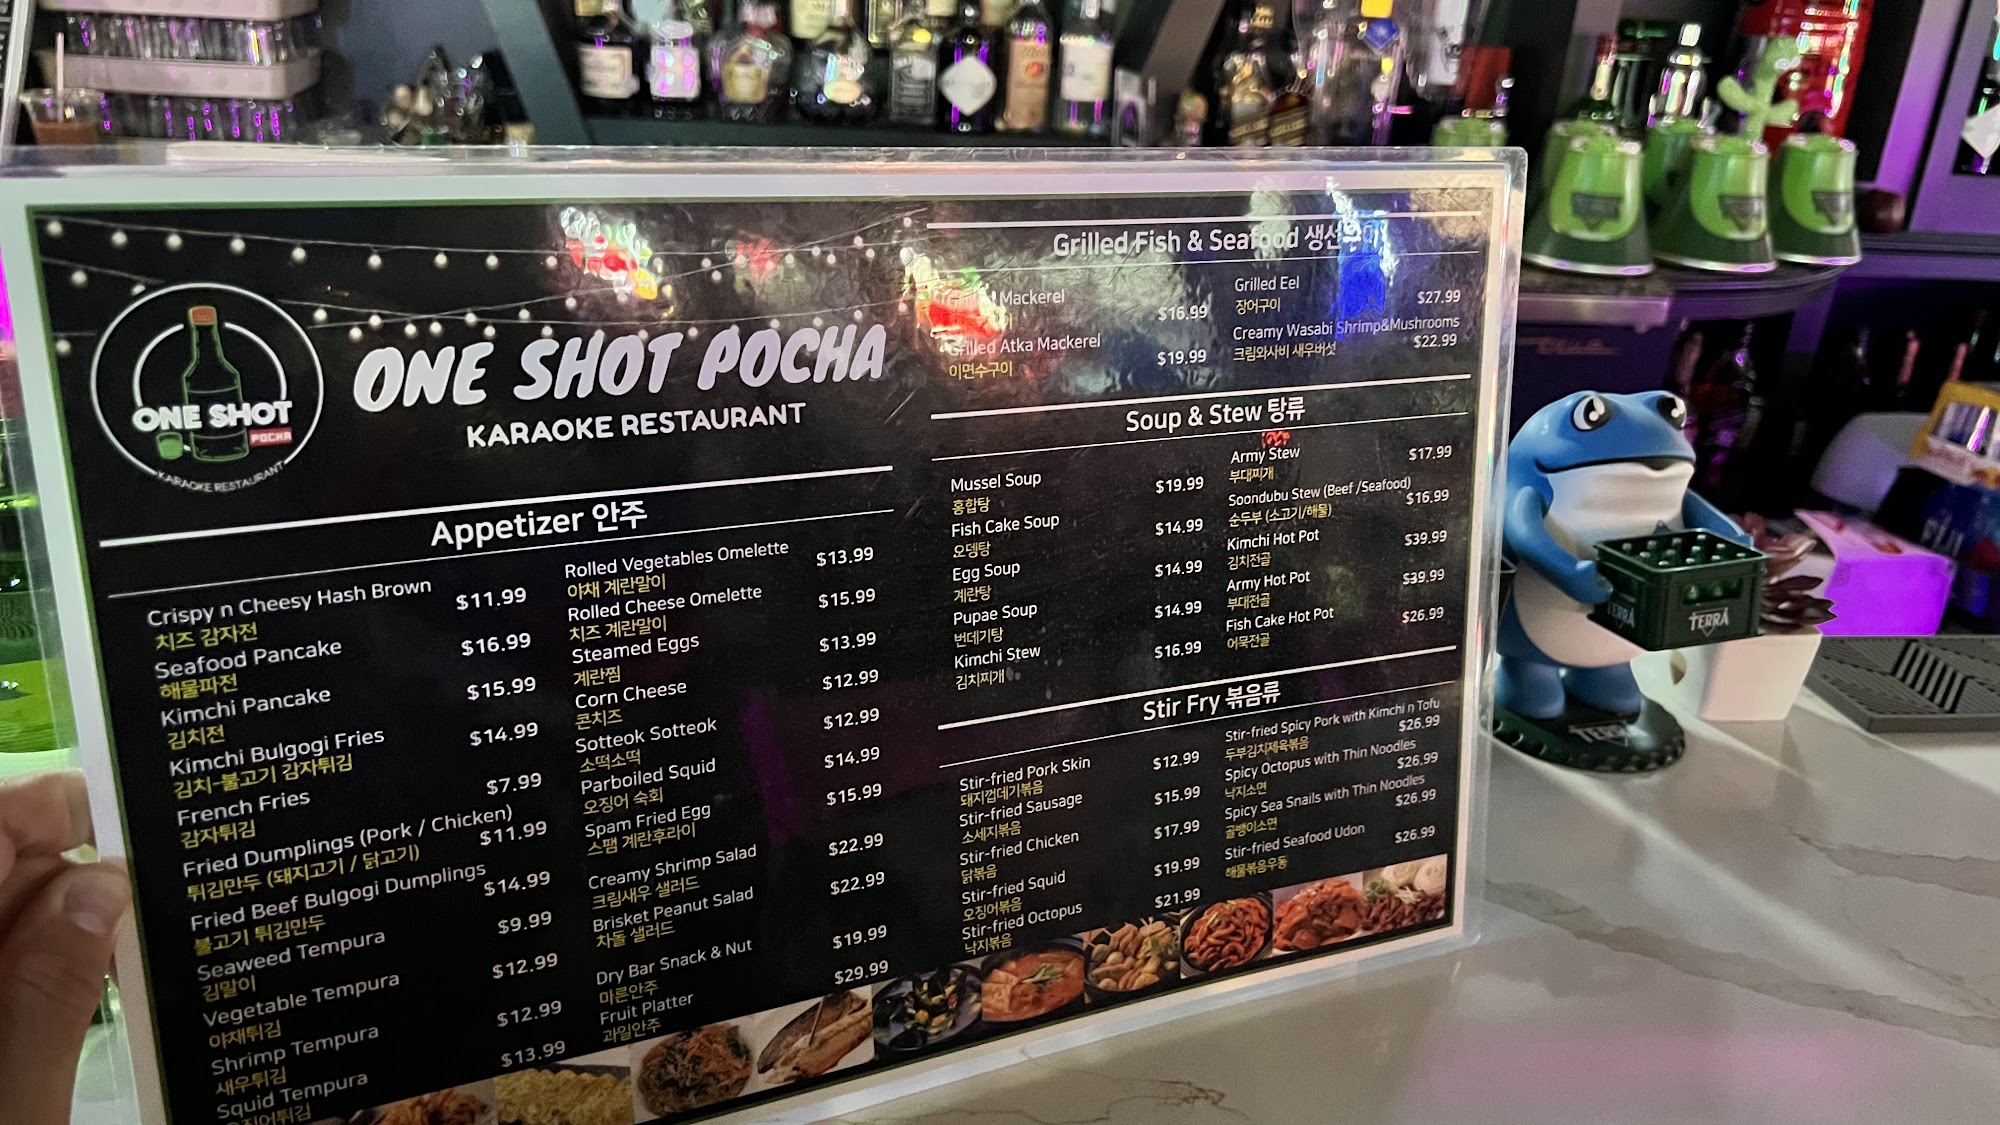 ONE SHOT
POCHA
KARAOKE RESTAURANT
ONE SHOT POCHA
KARAOKE RESTAURANT
Appetizer 안주
Crispy n Cheesy Hash Brown $11.99
치즈 감자전
Seafood Pancake $16.99
해물파전
Kimchi Pancake $15.99
김치전
Kimchi Bulgogi Fries $14.99
김치-불고기 감자튀김
French Fries $7.99
감자튀김
Fried Dumplings (Pork / Chicken) $11.99
튀김만두 (돼지고기 / 닭고기)
Fried Beef Bulgogi Dumplings $14.99
불고기 튀김만두
Seaweed Tempura $9.99
김말이
Vegetable Tempura $12.99
야채튀김
Shrimp Tempura $12.99
새우튀김
Squid Tempura $13.99
오징어튀김
Rolled Vegetables Omelette $13.99
야채 계란말이
Rolled Cheese Omelette $15.99
치즈 계란말이
Steamed Eggs $13.99
계란찜
Corn Cheese $12.99
콘치즈
Sotteok Sotteok $12.99
소떡소떡
Parboiled Squid $14.99
오징어 숙회
Spam Fried Egg $15.99
스팸 계란후라이
Creamy Shrimp Salad $22.99
크림새우 샐러드
Brisket Peanut Salad $22.99
차돌 샐러드
Dry Bar Snack & Nut $19.99
마른안주
Fruit Platter $29.99
과일안주
Grilled Fish & Seafood
Mackerel $16.99
Grilled Atka Mackerel $19.99
이면수구이
Grilled Eel $27.99
장어구이
Creamy Wasabi Shrimp&Mushrooms $22.99
크림와사비 새우버섯
Soup & Stew 탕류
Mussel Soup $19.99
홍합탕
Fish Cake Soup $14.99
오뎅탕
Egg Soup $14.99
계란탕
Pupae Soup $14.99
번데기탕
Kimchi Stew $16.99
김치찌개
Army Stew $17.99
부대찌개
Soondubu Stew (Beef /Seafood) $16.99
순두부 (소고기/해물)
Kimchi Hot Pot $39.99
김치전골
Army Hot Pot $39.99
부대전골
Fish Cake Hot Pot $26.99
어묵전골
Stir Fry 볶음류
Stir-fried Pork Skin $12.99
돼지껍데기볶음
Stir-fried Sausage $15.99
소세지볶음
Stir-fried Chicken $17.99
닭볶음
Stir-fried Squid $19.99
오징어볶음
Stir-fried Octopus $21.99
낙지볶음
Stir-fried Spicy Pork with Kimchi n Tofu $26.99
두부김치제육볶음
Spicy Octopus with Thin Noodles $26.99
낙지소면
Spicy Sea Snails with Thin Noodles $26.99
골뱅이소면
Stir-fried Seafood Udon $26.99
해물볶음우동
TERRA
TERRA
TERRA